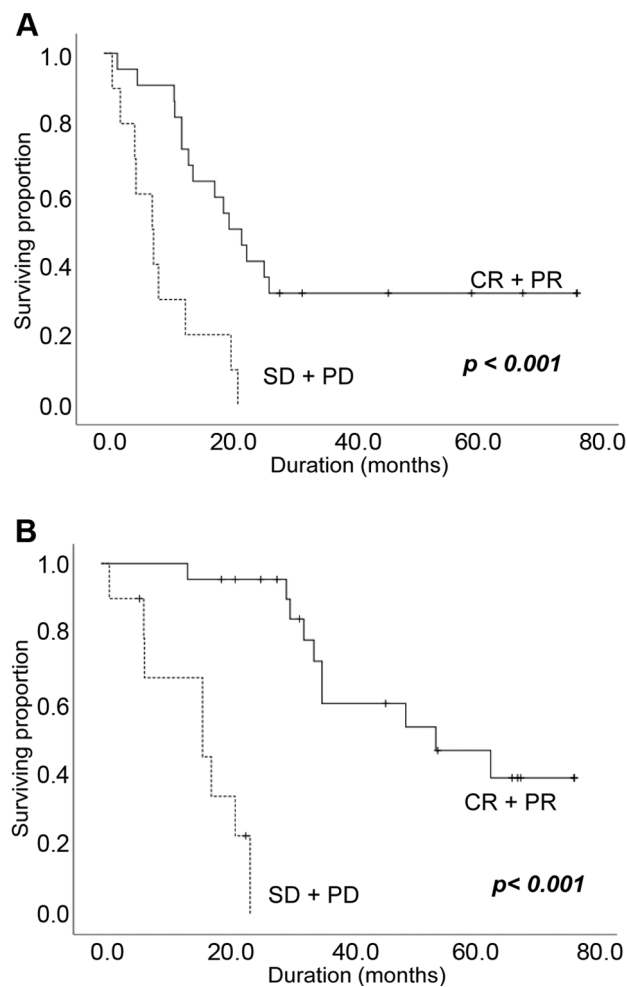 A
1.0
0.8
0.6
0.4
0.2
0.0
Surviving proportion
CR + PR
SD + PD
p < 0.001
0.0 20.0 40.0 60.0 80.0
Duration (months)
B
1.0
0.8
0.6
0.4
0.2
0.0
Surviving proportion
CR + PR
SD + PD
p< 0.001
0.0 20.0 40.0 60.0 80.0
Duration (months)